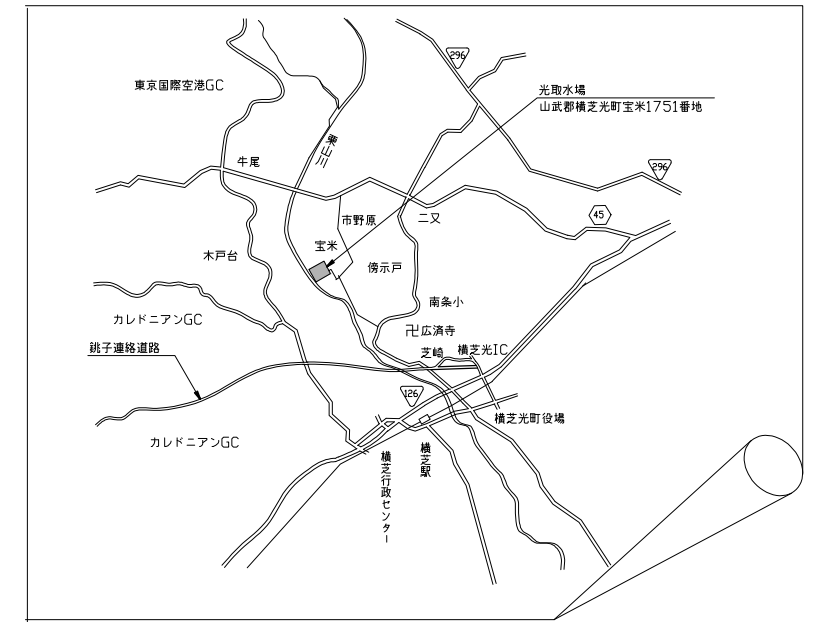 296
東京国際空港GC
光取水場
山武郡横芝光町宝米1751番地
栗山川
牛尾
296
市野原
二又
45
宝米
木戸台
傍示戸
南条小
カレドニアンGC
卍広済寺
銚子連絡道路
芝崎
横芝光IC
126
横芝光町役場
カレドニアンGC
横芝駅
横芝行政センター